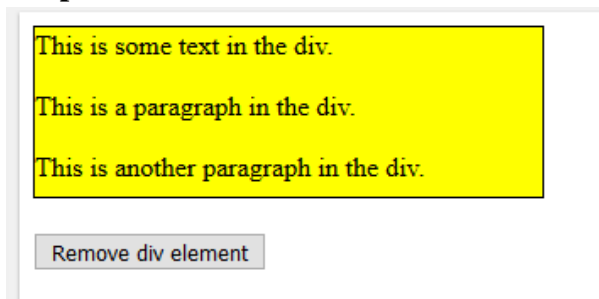 This is some text in the div.
This is a paragraph in the div.
This is another paragraph in the div.
Remove div element